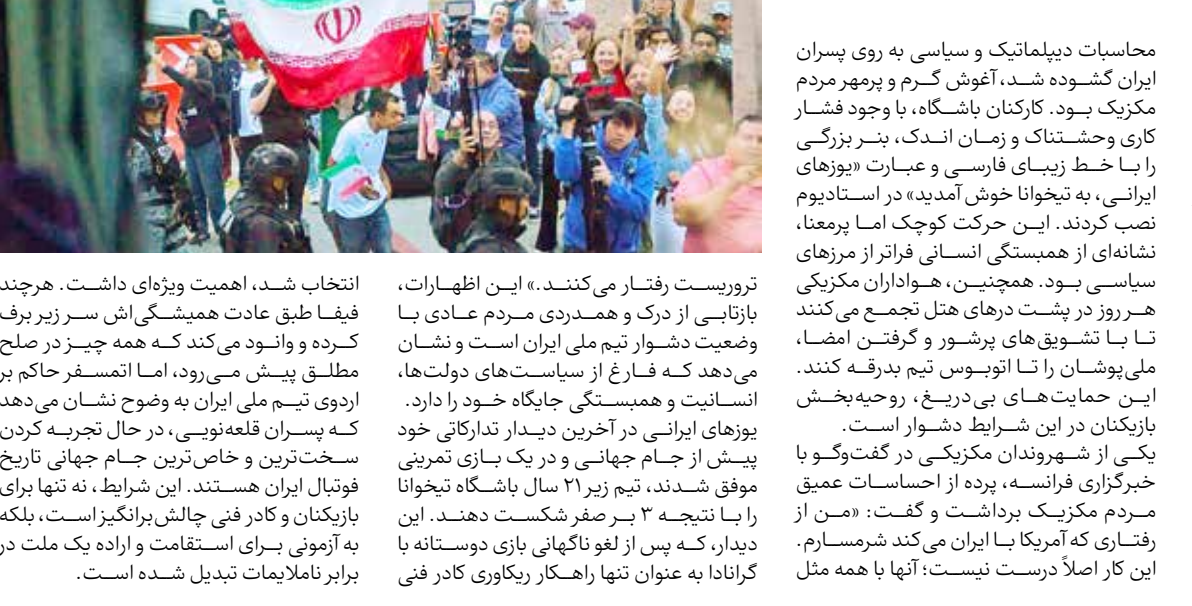 محاسبات دیپلماتیک و سیاسی به روی پسران
ایران گشوده شد، آغوش گرم و پرمهر مردم
مکزیک بود. کارکنان باشگاه، با وجود فشار
کاری وحشتناک و زمان اندک، بنر بزرگی
را با خط زیبای فارسی و عبارت «یوزهای
ایرانی، به تیخوانا خوش آمدید» در استادیوم
نصب کردند. این حرکت کوچک اما پرمعنا،
نشانه‌ای از همبستگی انسانی فراتر از مرزهای
سیاسی بود. همچنین، هواداران مکزیکی
هر روز در پشت درهای هتل تجمع می‌کنند
تا با تشویق‌های پرشور و گرفتن امضا،
ملی‌پوشان را تا اتوبوس تیم بدرقه کنند.
این حمایت‌های بی‌دریغ، روحیه‌بخش
بازیکنان در این شرایط دشوار است.
یکی از شهروندان مکزیکی در گفت‌وگو با
خبرگزاری فرانسه، پرده از احساسات عمیق
مردم مکزیک برداشت و گفت: «من از
رفتاری که آمریکا با ایران می‌کند شرمسارم.
این کار اصلاً درست نیست؛ آنها با همه مثل
تروریست رفتار می‌کنند.» این اظهارات،
بازتابی از درک و همدردی مردم عادی با
وضعیت دشوار تیم ملی ایران است و نشان
می‌دهد که فارغ از سیاست‌های دولت‌ها،
انسانیت و همبستگی جایگاه خود را دارد.
یوزهای ایرانی در آخرین دیدار تدارکاتی خود
پیش از جام جهانی و در یک بازی تمرینی
موفق شدند، تیم زیر ۲۱ سال باشگاه تیخوانا
را با نتیجه ۳ بر صفر شکست دهند. این
دیدار، که پس از لغو ناگهانی بازی دوستانه با
گرانادا به عنوان تنها راهکار ریکاوری کادر فنی
انتخاب شد، اهمیت ویژه‌ای داشت. هرچند
فیفا طبق عادت همیشگی‌اش سر زیر برف
کرده و وانود می‌کند که همه چیز در صلح
مطلق پیش می‌رود، اما اتمسفر حاکم بر
اردوی تیم ملی ایران به وضوح نشان می‌دهد
که پسران قلعه‌نویی، در حال تجربه کردن
سخت‌ترین و خاص‌ترین جام جهانی تاریخ
فوتبال ایران هستند. این شرایط، نه تنها برای
بازیکنان و کادر فنی چالش‌برانگیز است، بلکه
به آزمونی برای استقامت و اراده یک ملت در
برابر ناملایمات تبدیل شده است.